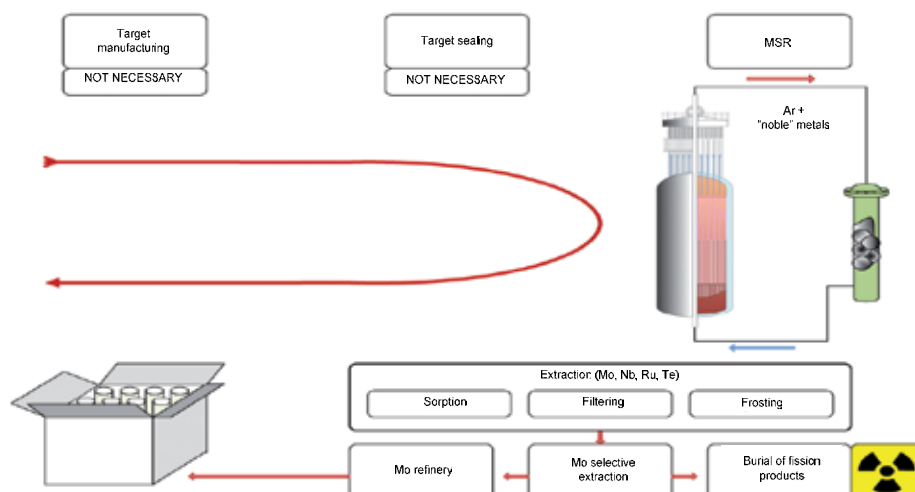 Target
manufacturing
NOT NECESSARY
Target sealing
NOT NECESSARY
MSR
Ar +
"noble" metals
Extraction: (Mo, Nb, Ru, Te)
Sorption
Filtering
Frosting
Mo refinery
Mo selective
extraction
Burial of fission
products